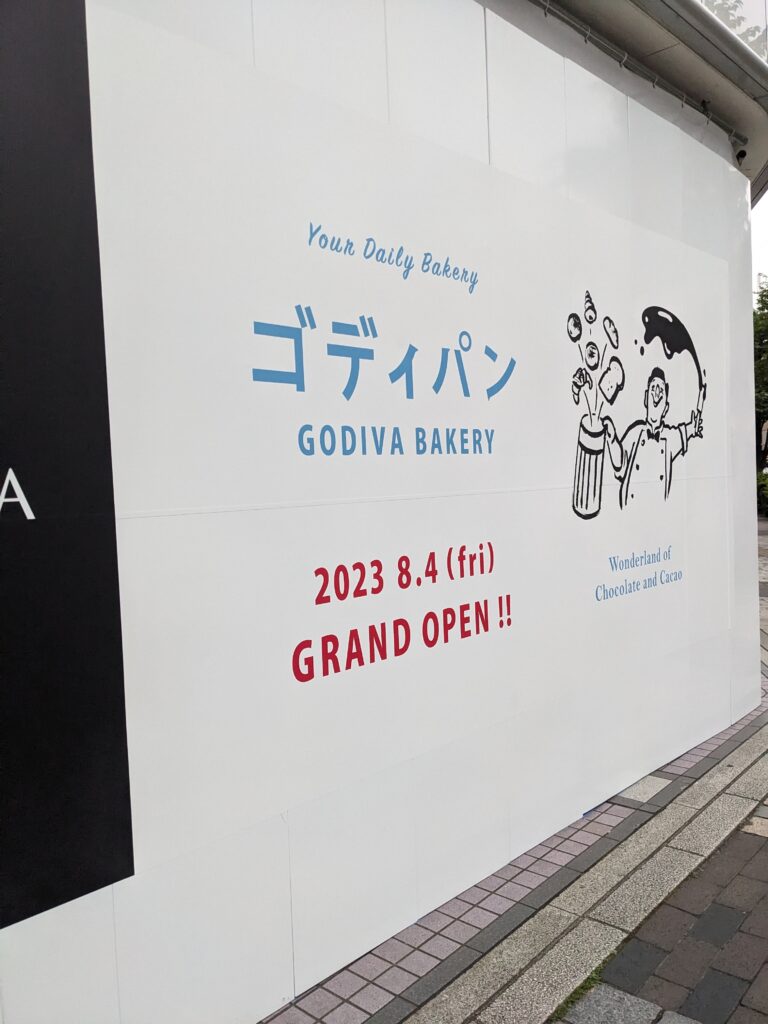 Your Daily Bakery
ゴディパン
GODIVA BAKERY
2023 8.4 (fri)
GRAND OPEN !!
Wonderland of
Chocolate and Cacao
A